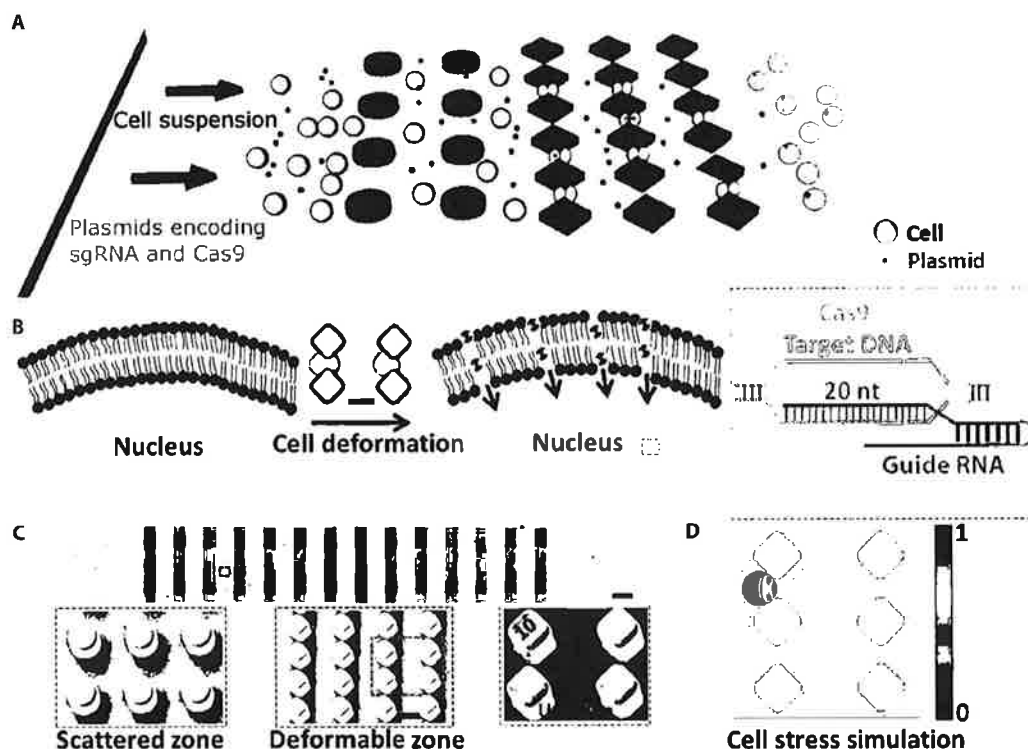 A
Cell suspension
Plasmids encoding
sgRNA and Cas9
Cell
Plasmid
B
Nucleus
Cell deformation
Nucleus
Cas9
Target DNA
20 nt
Guide RNA
C
Scattered zone
Deformable zone
D
1
0
Cell stress simulation